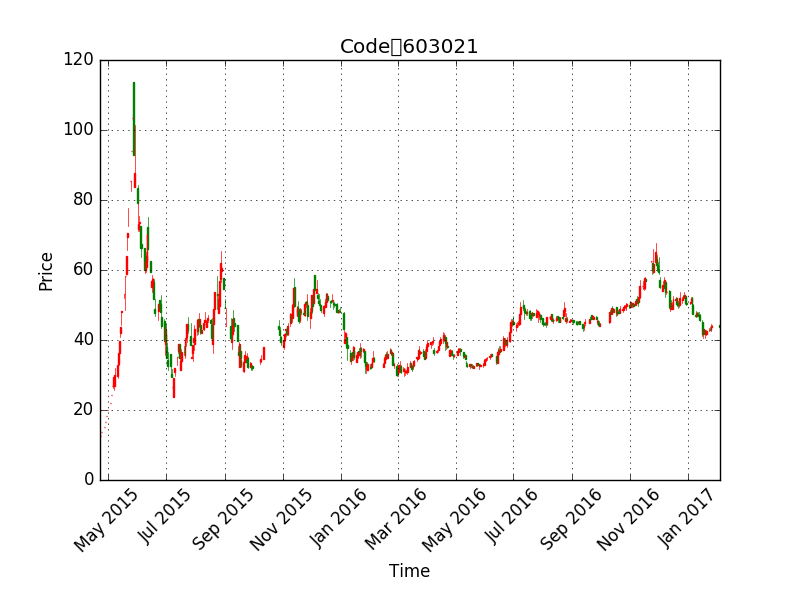 Code▯603021
120
100
80
60
40
20
0
Price
May 2015
Jul 2015
Sep 2015
Nov 2015
Jan 2016
Mar 2016
May 2016
Jul 2016
Sep 2016
Nov 2016
Jan 2017
Time